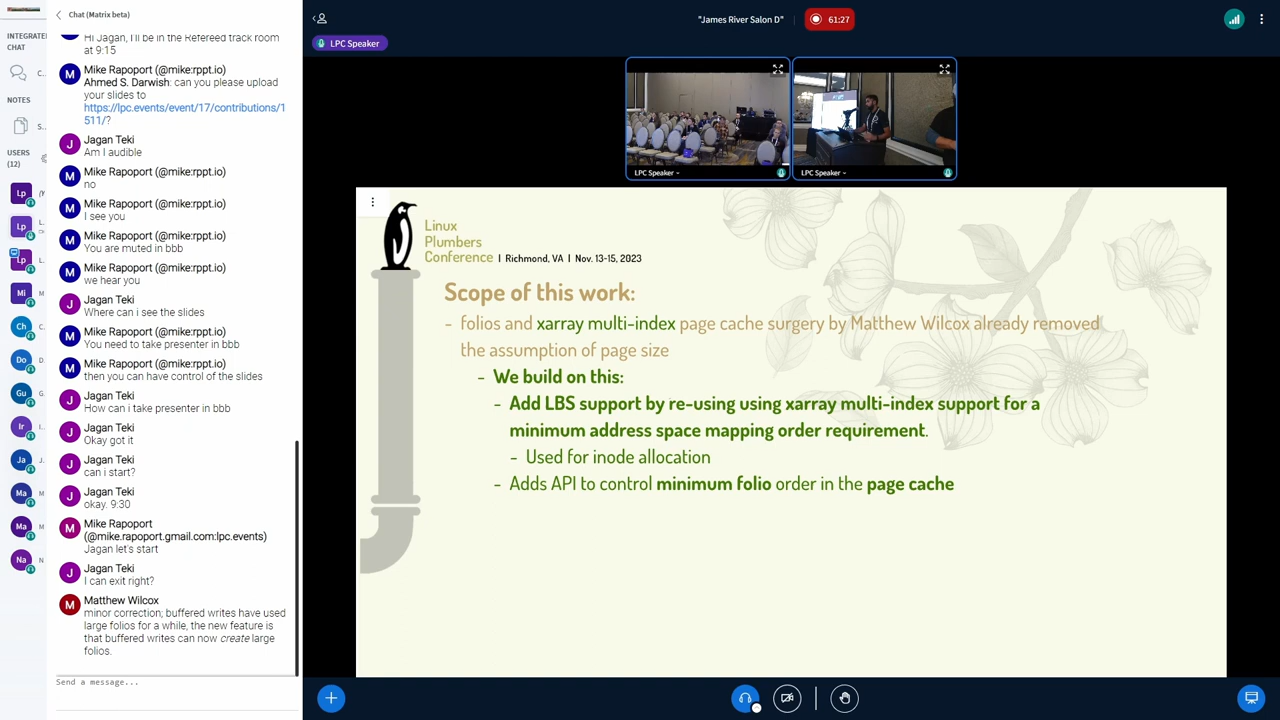 Chat (Matrix beta)
INTEGRATE
CHAT
C..
NOTES
S..
USERS
(12)
Hi Jagan, I'll be in the Refereed track room
at 9:15
Mike Rapoport (@mike:rppt.io)
Ahmed S. Darwish: can you please upload
your slides to
https://lpc.events/event/17/contributions/1
511/?
Jagan Teki
Am I audible
Mike Rapoport (@mike:rppt.io)
no
Mike Rapoport (@mike:rppt.io)
I see you
Mike Rapoport (@mike:rppt.io)
You are muted in bbb
Mike Rapoport (@mike:rppt.io)
we hear you
Jagan Teki
Where can i see the slides
Mike Rapoport (@mike:rppt.io)
You need to take presenter in bbb
Mike Rapoport (@mike:rppt.io)
then you can have control of the slides
Jagan Teki
How can i take presenter in bbb
Jagan Teki
Okay got it
Jagan Teki
can i start?
Jagan Teki
okay. 9:30
Mike Rapoport
(@mike.rapoport.gmail.com:lpc.events)
Jagan let's start
Jagan Teki
I can exit right?
Matthew Wilcox
minor correction; buffered writes have used
large folios for a while, the new feature is
that buffered writes can now create large
folios.
Send a message...
"James River Salon D"
61:27
LPC Speaker
LPC Speaker
LPC Speaker
Linux
Plumbers
Conference | Richmond, VA | Nov. 13-15, 2023
Scope of this work:
- folios and xarray multi-index page cache surgery by Matthew Wilcox already removed
the assumption of page size
- We build on this:
- Add LBS support by re-using using xarray multi-index support for a
minimum address space mapping order requirement.
- Used for inode allocation
- Adds API to control minimum folio order in the page cache